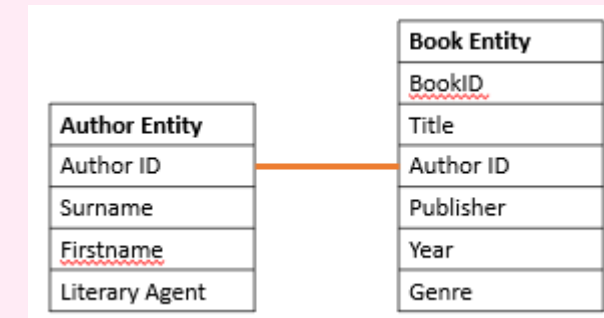 Author Entity
Author ID
Surname
Firstname
Literary Agent
Book Entity
BookID
Title
Author ID
Publisher
Year
Genre